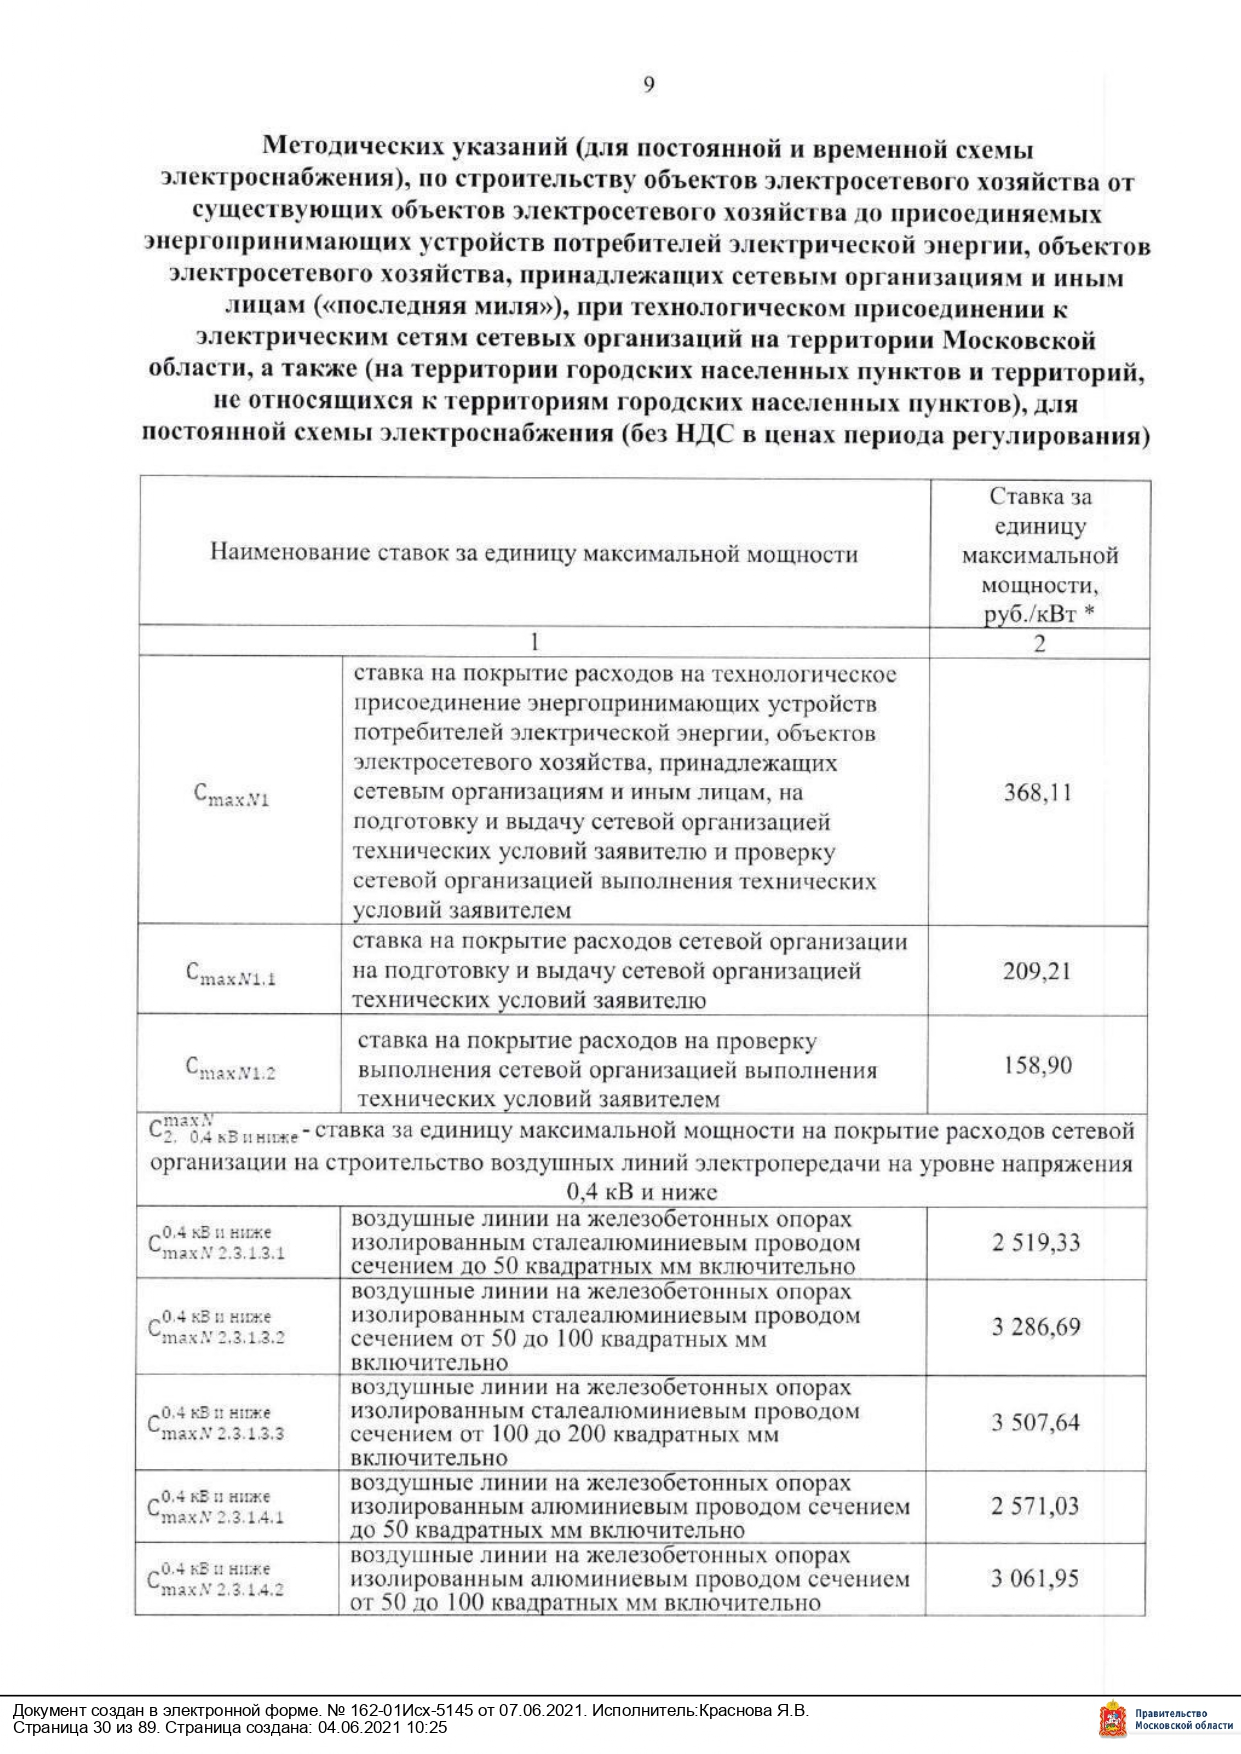 9
Методических указаний (для постоянной и временной схемы
электроснабжения), по строительству объектов электросетевого хозяйства от
существующих объектов электросетевого хозяйства до присоединяемых
энергопринимающих устройств потребителей электрической энергии, объектов
электросетевого хозяйства, принадлежащих сетевым организациям и иным
лицам («последняя миля»), при технологическом присоединении к
электрическим сетям сетевых организаций на территории Московской
области, а также (на территории городских населенных пунктов и территорий,
не относящихся к территориям городских населенных пунктов), для
постоянной схемы электроснабжения (без НДС в ценах периода регулирования)
Наименование ставок за единицу максимальной мощности
Ставка за
единицу
максимальной
мощности,
руб./кВт *
1
2
C maxN1
ставка на покрытие расходов на технологическое
присоединение энергопринимающих устройств
потребителей электрической энергии, объектов
электросетевого хозяйства, принадлежащих
сетевым организациям и иным лицам, на
подготовку и выдачу сетевой организацией
технических условий заявителю и проверку
сетевой организацией выполнения технических
условий заявителем
368,11
C maxN1.1
ставка на покрытие расходов сетевой организации
на подготовку и выдачу сетевой организацией
технических условий заявителю
209,21
C maxN1.2
ставка на покрытие расходов на проверку
выполнения сетевой организацией выполнения
технических условий заявителем
158,90
C maxN 2. 0,4 кВ и ниже - ставка за единицу максимальной мощности на покрытие расходов сетевой
организации на строительство воздушных линий электропередачи на уровне напряжения
0,4 кВ и ниже
C 0.4 кВ и ниже maxN 2.3.1.3.1
воздушные линии на железобетонных опорах
изолированным сталеалюминиевым проводом
сечением до 50 квадратных мм включительно
2 519,33
C 0.4 кВ и ниже maxN 2.3.1.3.2
воздушные линии на железобетонных опорах
изолированным сталеалюминиевым проводом
сечением от 50 до 100 квадратных мм
включительно
3 286,69
C 0.4 кВ и ниже maxN 2.3.1.3.3
воздушные линии на железобетонных опорах
изолированным сталеалюминиевым проводом
сечением от 100 до 200 квадратных мм
включительно
3 507,64
C 0.4 кВ и ниже maxN 2.3.1.4.1
воздушные линии на железобетонных опорах
изолированным алюминиевым проводом сечением
до 50 квадратных мм включительно
2 571,03
C 0.4 кВ и ниже maxN 2.3.1.4.2
воздушные линии на железобетонных опорах
изолированным алюминиевым проводом сечением
от 50 до 100 квадратных мм включительно
3 061,95
Документ создан в электронной форме. № 162-01Исх-5145 от 07.06.2021. Исполнитель:Краснова Я.В.
Страница 30 из 89. Страница создана: 04.06.2021 10:25
Правительство
Московской области